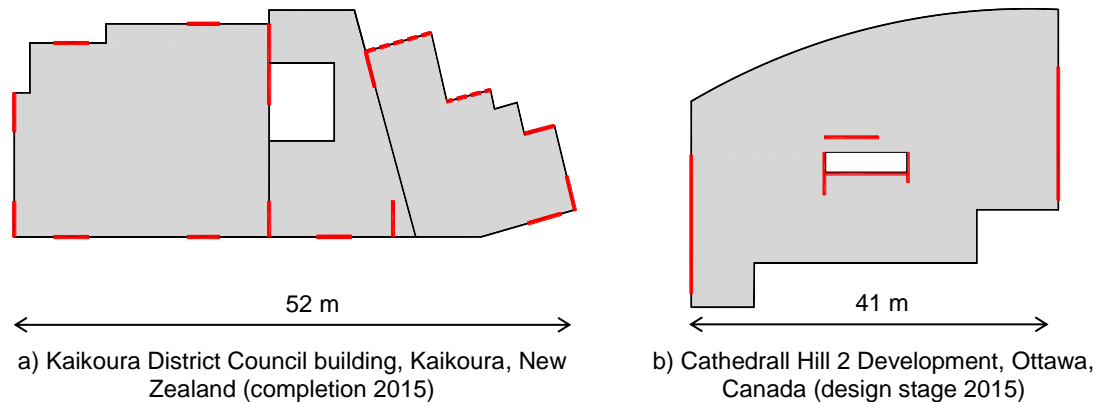 52 m
41 m
a) Kaikoura District Council building, Kaikoura, New
Zealand (completion 2015)
b) Cathedrall Hill 2 Development, Ottawa,
Canada (design stage 2015)